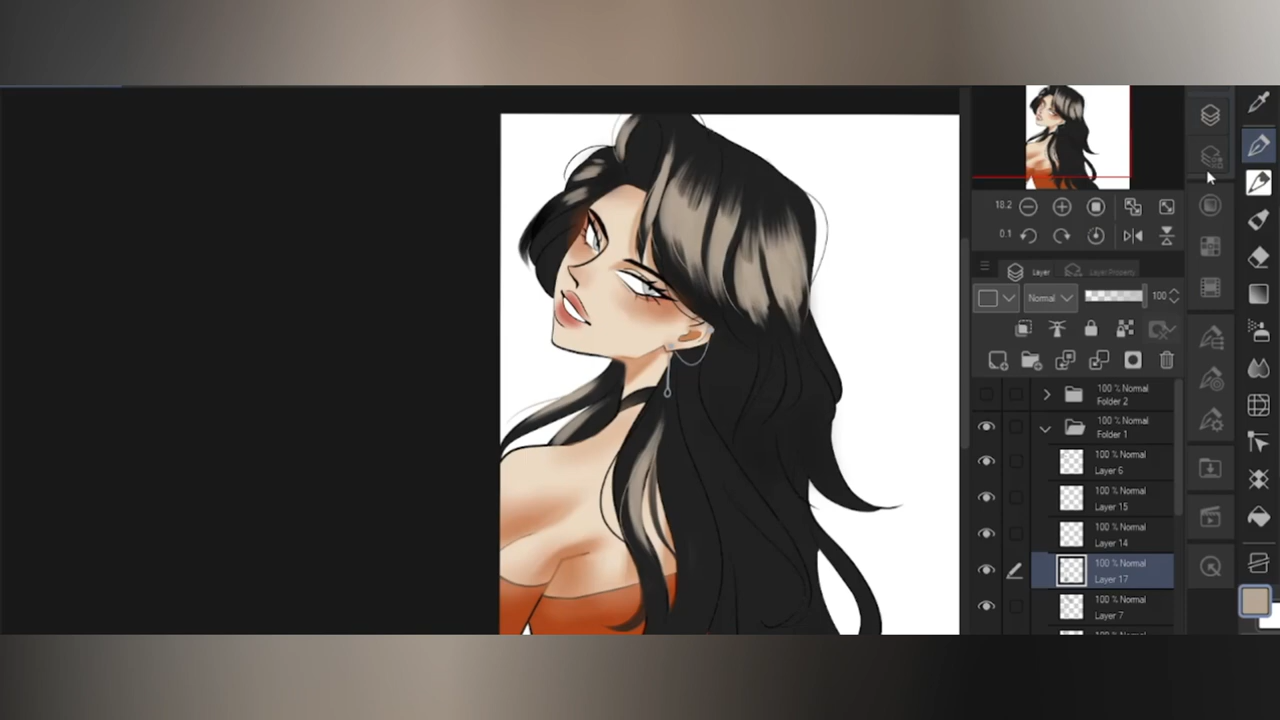 18.2
0.1
Layer Layer Property
Normal 100
100 % Normal
Folder 2
100 % Normal
Folder 1
100 % Normal
Layer 6
100 % Normal
Layer 15
100 % Normal
Layer 14
100 % Normal
Layer 17
100 % Normal
Layer 7